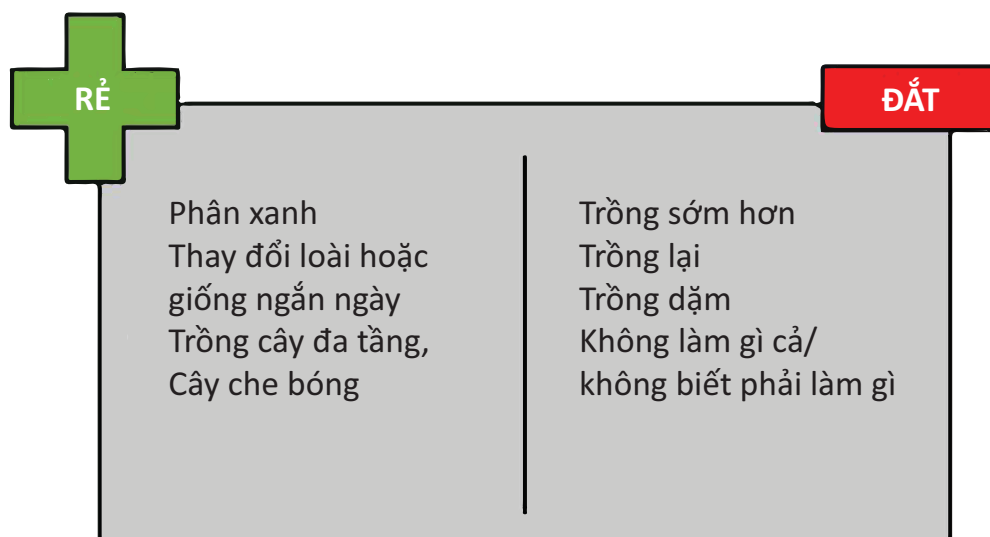 RẺ
ĐẮT
Phân xanh
Thay đổi loài hoặc
giống ngắn ngày
Trồng cây đa tầng,
Cây che bóng
Trồng sớm hơn
Trồng lại
Trồng dặm
Không làm gì cả/
không biết phải làm gì